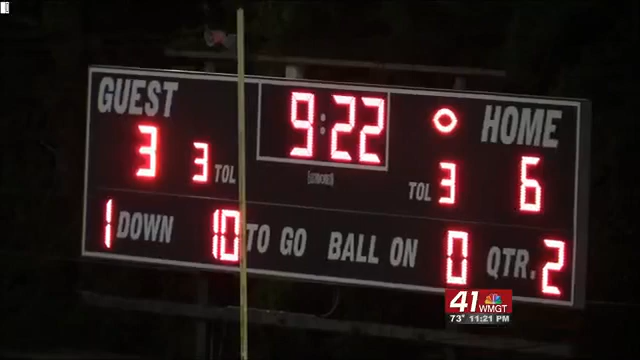 GUEST 9:22 HOME
3 3 TOL TOL 3 6
1 DOWN 10 TO GO BALL ON 0 QTR. 2
41 WMGT
73° 11:21 PM